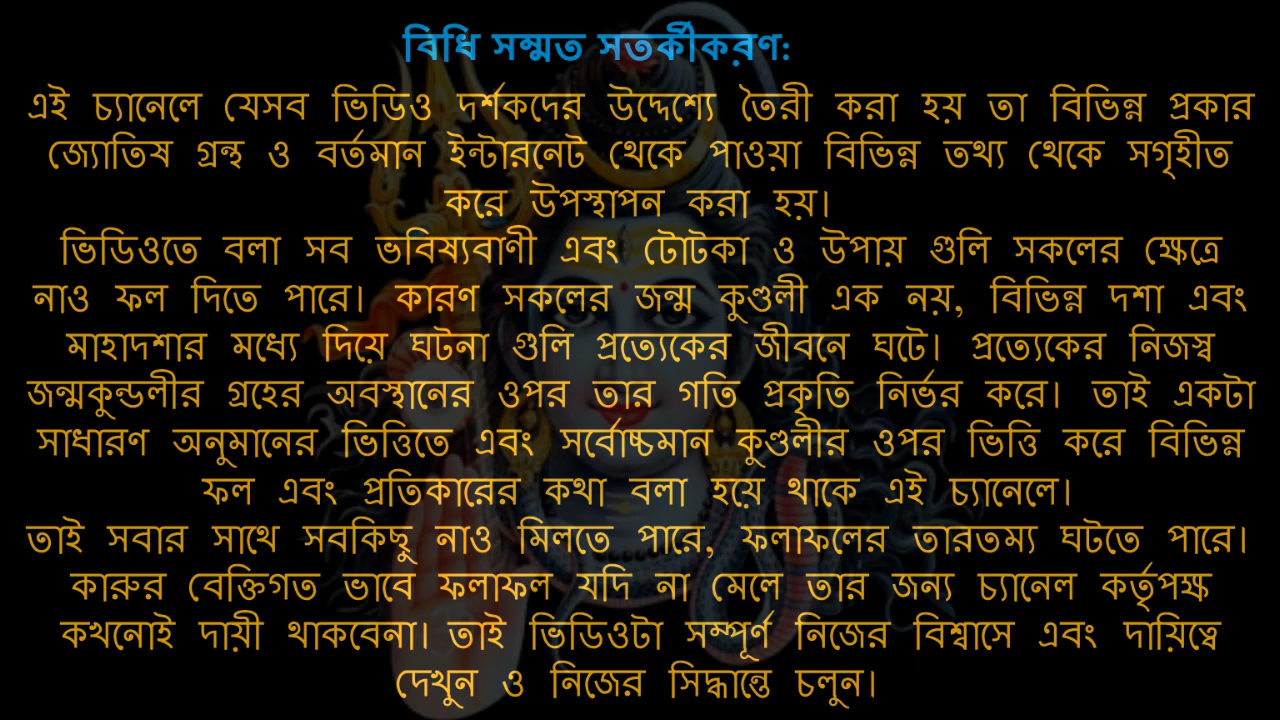 বিধি সম্মত সতর্কীকরণ:
এই চ্যানেলে যেসব ভিডিও দর্শকদের উদ্দেশ্যে তৈরী করা হয় তা বিভিন্ন প্রকার
জ্যোতিষ গ্রন্থ ও বর্তমান ইন্টারনেট থেকে পাওয়া বিভিন্ন তথ্য থেকে সগৃহীত
করে উপস্থাপন করা হয়।
ভিডিওতে বলা সব ভবিষ্যবাণী এবং টোটকা ও উপায় গুলি সকলের ক্ষেত্রে
নাও ফল দিতে পারে। কারণ সকলের জন্ম কুণ্ডলী এক নয়, বিভিন্ন দশা এবং
মাহাদশার মধ্যে দিয়ে ঘটনা গুলি প্রত্যেকের জীবনে ঘটে। প্রত্যেকের নিজস্ব
জন্মকুন্ডলীর গ্রহের অবস্থানের ওপর তার গতি প্রকৃতি নির্ভর করে। তাই একটা
সাধারণ অনুমানের ভিত্তিতে এবং সর্বোচ্চমান কুণ্ডলীর ওপর ভিত্তি করে বিভিন্ন
ফল এবং প্রতিকারের কথা বলা হয়ে থাকে এই চ্যানেলে।
তাই সবার সাথে সবকিছু নাও মিলতে পারে, ফলাফলের তারতম্য ঘটতে পারে।
কারুর বেক্তিগত ভাবে ফলাফল যদি না মেলে তার জন্য চ্যানেল কর্তৃপক্ষ
কখনোই দায়ী থাকবেনা। তাই ভিডিওটা সম্পূর্ণ নিজের বিশ্বাসে এবং দায়িত্বে
দেখুন ও নিজের সিদ্ধান্তে চলুন।